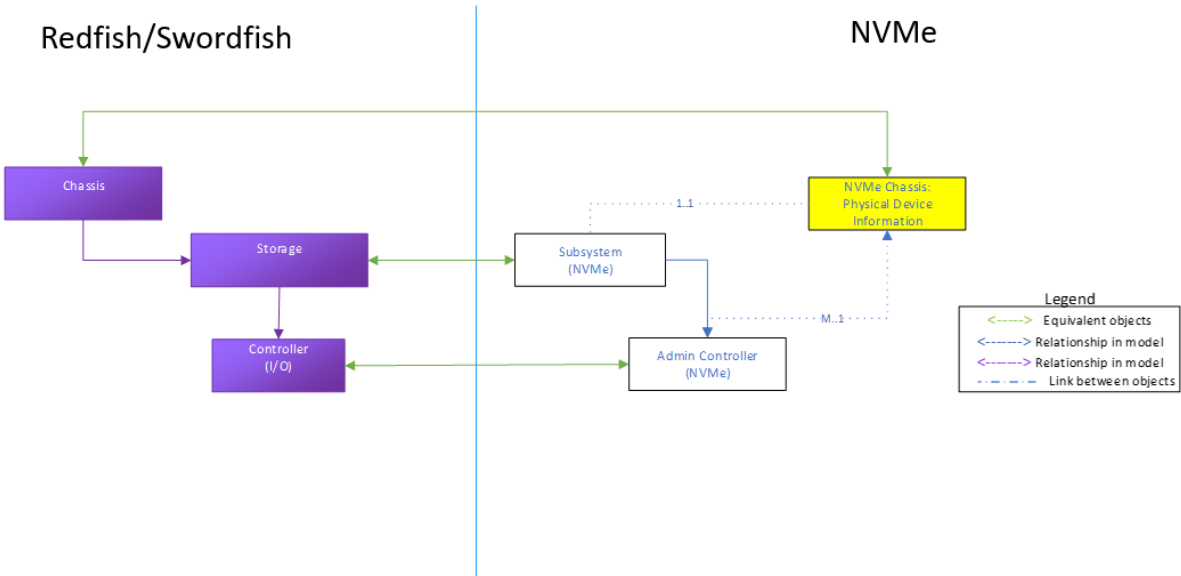 Redfish/Swordfish
NVMe
Chassis
NVMe Chassis:
Physical Device
Information
1..1
Storage
Subsystem
(NVMe)
M..1
Controller
(I/O)
Admin Controller
(NVMe)
Legend
Equivalent objects
Relationship in model
Relationship in model
Link between objects